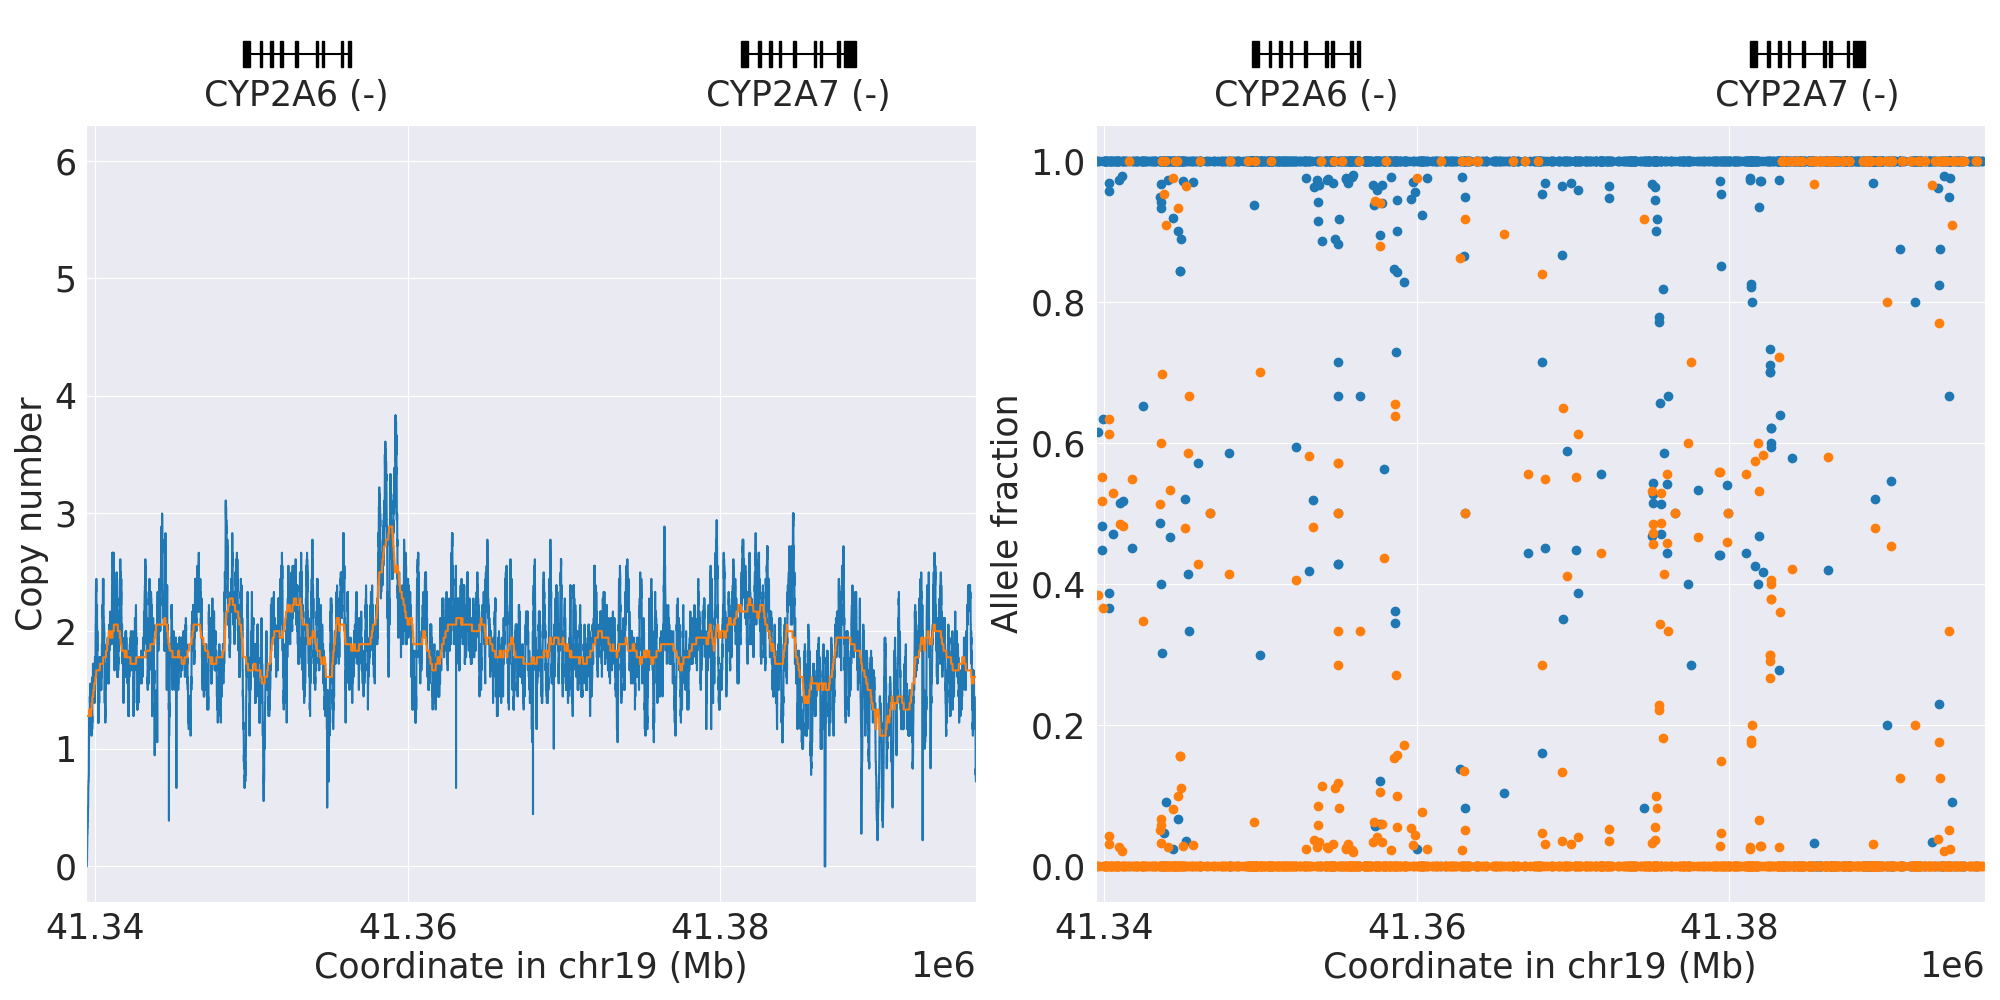 CYP2A6 (-) CYP2A7 (-) CYP2A6 (-) CYP2A7 (-)
6
5
4
3
2
1
0
Copy number
41.34 41.36 41.38
Coordinate in chr19 (Mb) 1e6
1.0
0.8
0.6
0.4
0.2
0.0
Allele fraction
41.34 41.36 41.38
Coordinate in chr19 (Mb) 1e6